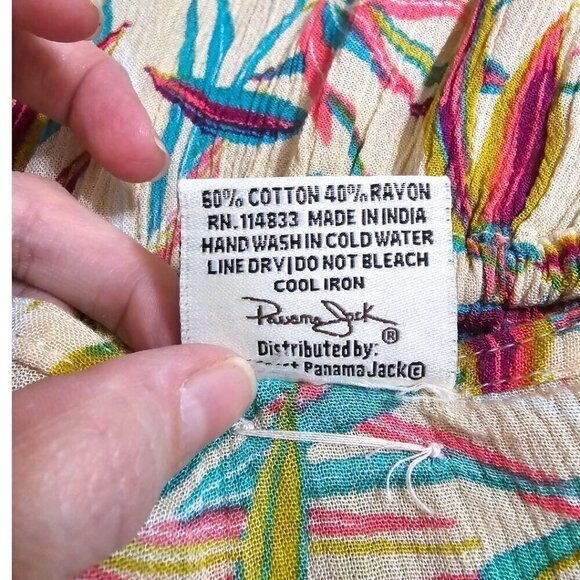 60% COTTON 40% RAYON
RN.114833 MADE IN INDIA
HAND WASH IN COLD WATER
LINE DRY|DO NOT BLEACH
COOL IRON
Panama Jack ®
Distributed by:
Panama Jack©